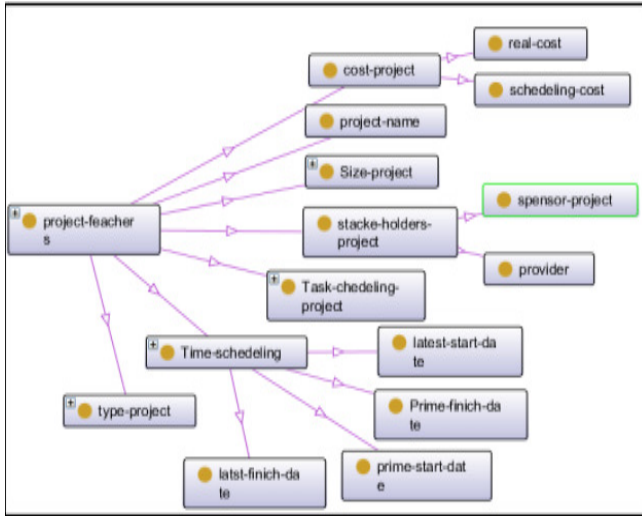 real-cost
cost-project
schedeling-cost
project-name
Size-project
spensor-project
project-feacher
s
stacke-holders-
project
provider
Task-chedeling-
project
Time-schedeling
latest-start-da
te
type-project
Prime-finich-da
te
latst-finich-da
te
prime-start-dat
e